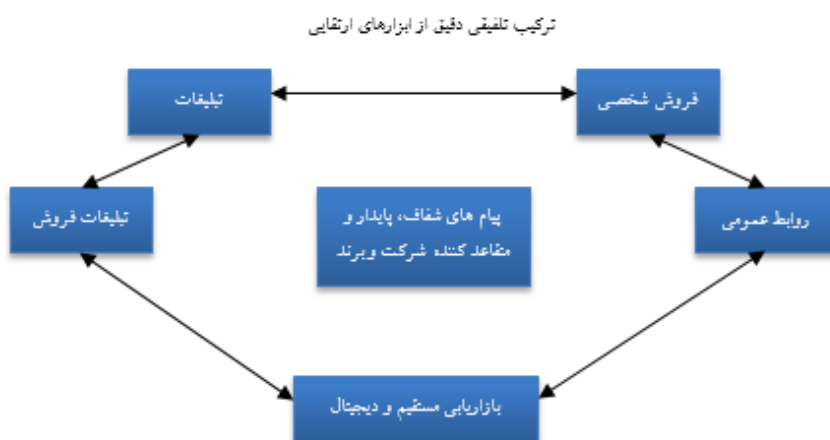 ترکیب تلفیقی دقیق از ابزارهای ارتقایی
فروش شخصی
تبلیغات
روابط عمومی
پیام های شفاف، پایدار و
متقاعد کننده شرکت و برند
تبلیغات فروش
بازاریابی مستقیم و دیجیتال